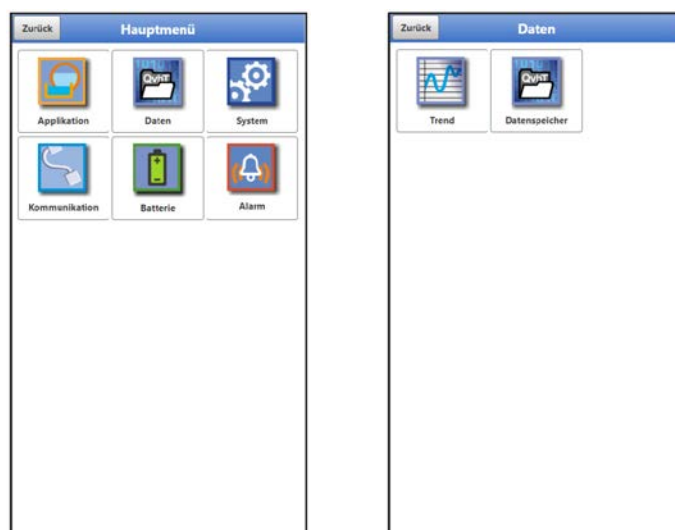 Zurück Hauptmenü
Applikation Daten System
Kommunikation Batterie Alarm
Zurück Daten
Trend Datenspeicher